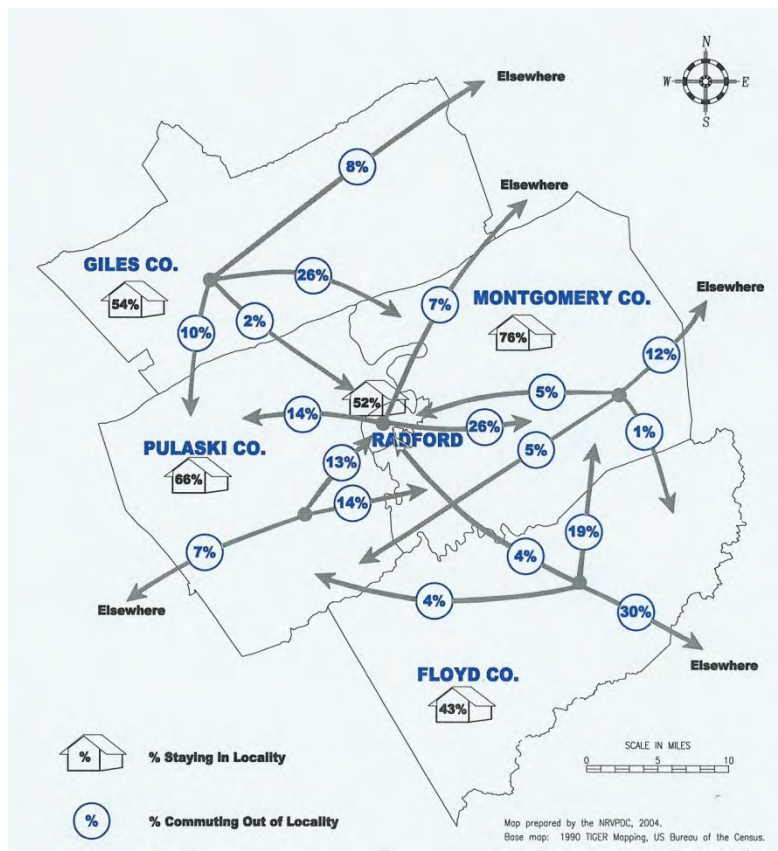 N
W E
S
Elsewhere
8%
Elsewhere
GILES CO.
54%
26%
7%
MONTGOMERY CO.
76%
Elsewhere
10%
2%
12%
52%
5%
14%
RADFORD
26%
1%
PULASKI CO.
66%
13%
5%
14%
7%
19%
4%
Elsewhere
4%
30%
Elsewhere
FLOYD CO.
43%
% % Staying in Locality
% % Commuting Out of Locality
SCALE IN MILES
0 5 10
Map prepared by the NRVPDC, 2004.
Base map: 1990 TIGER Mapping, US Bureau of the Census.